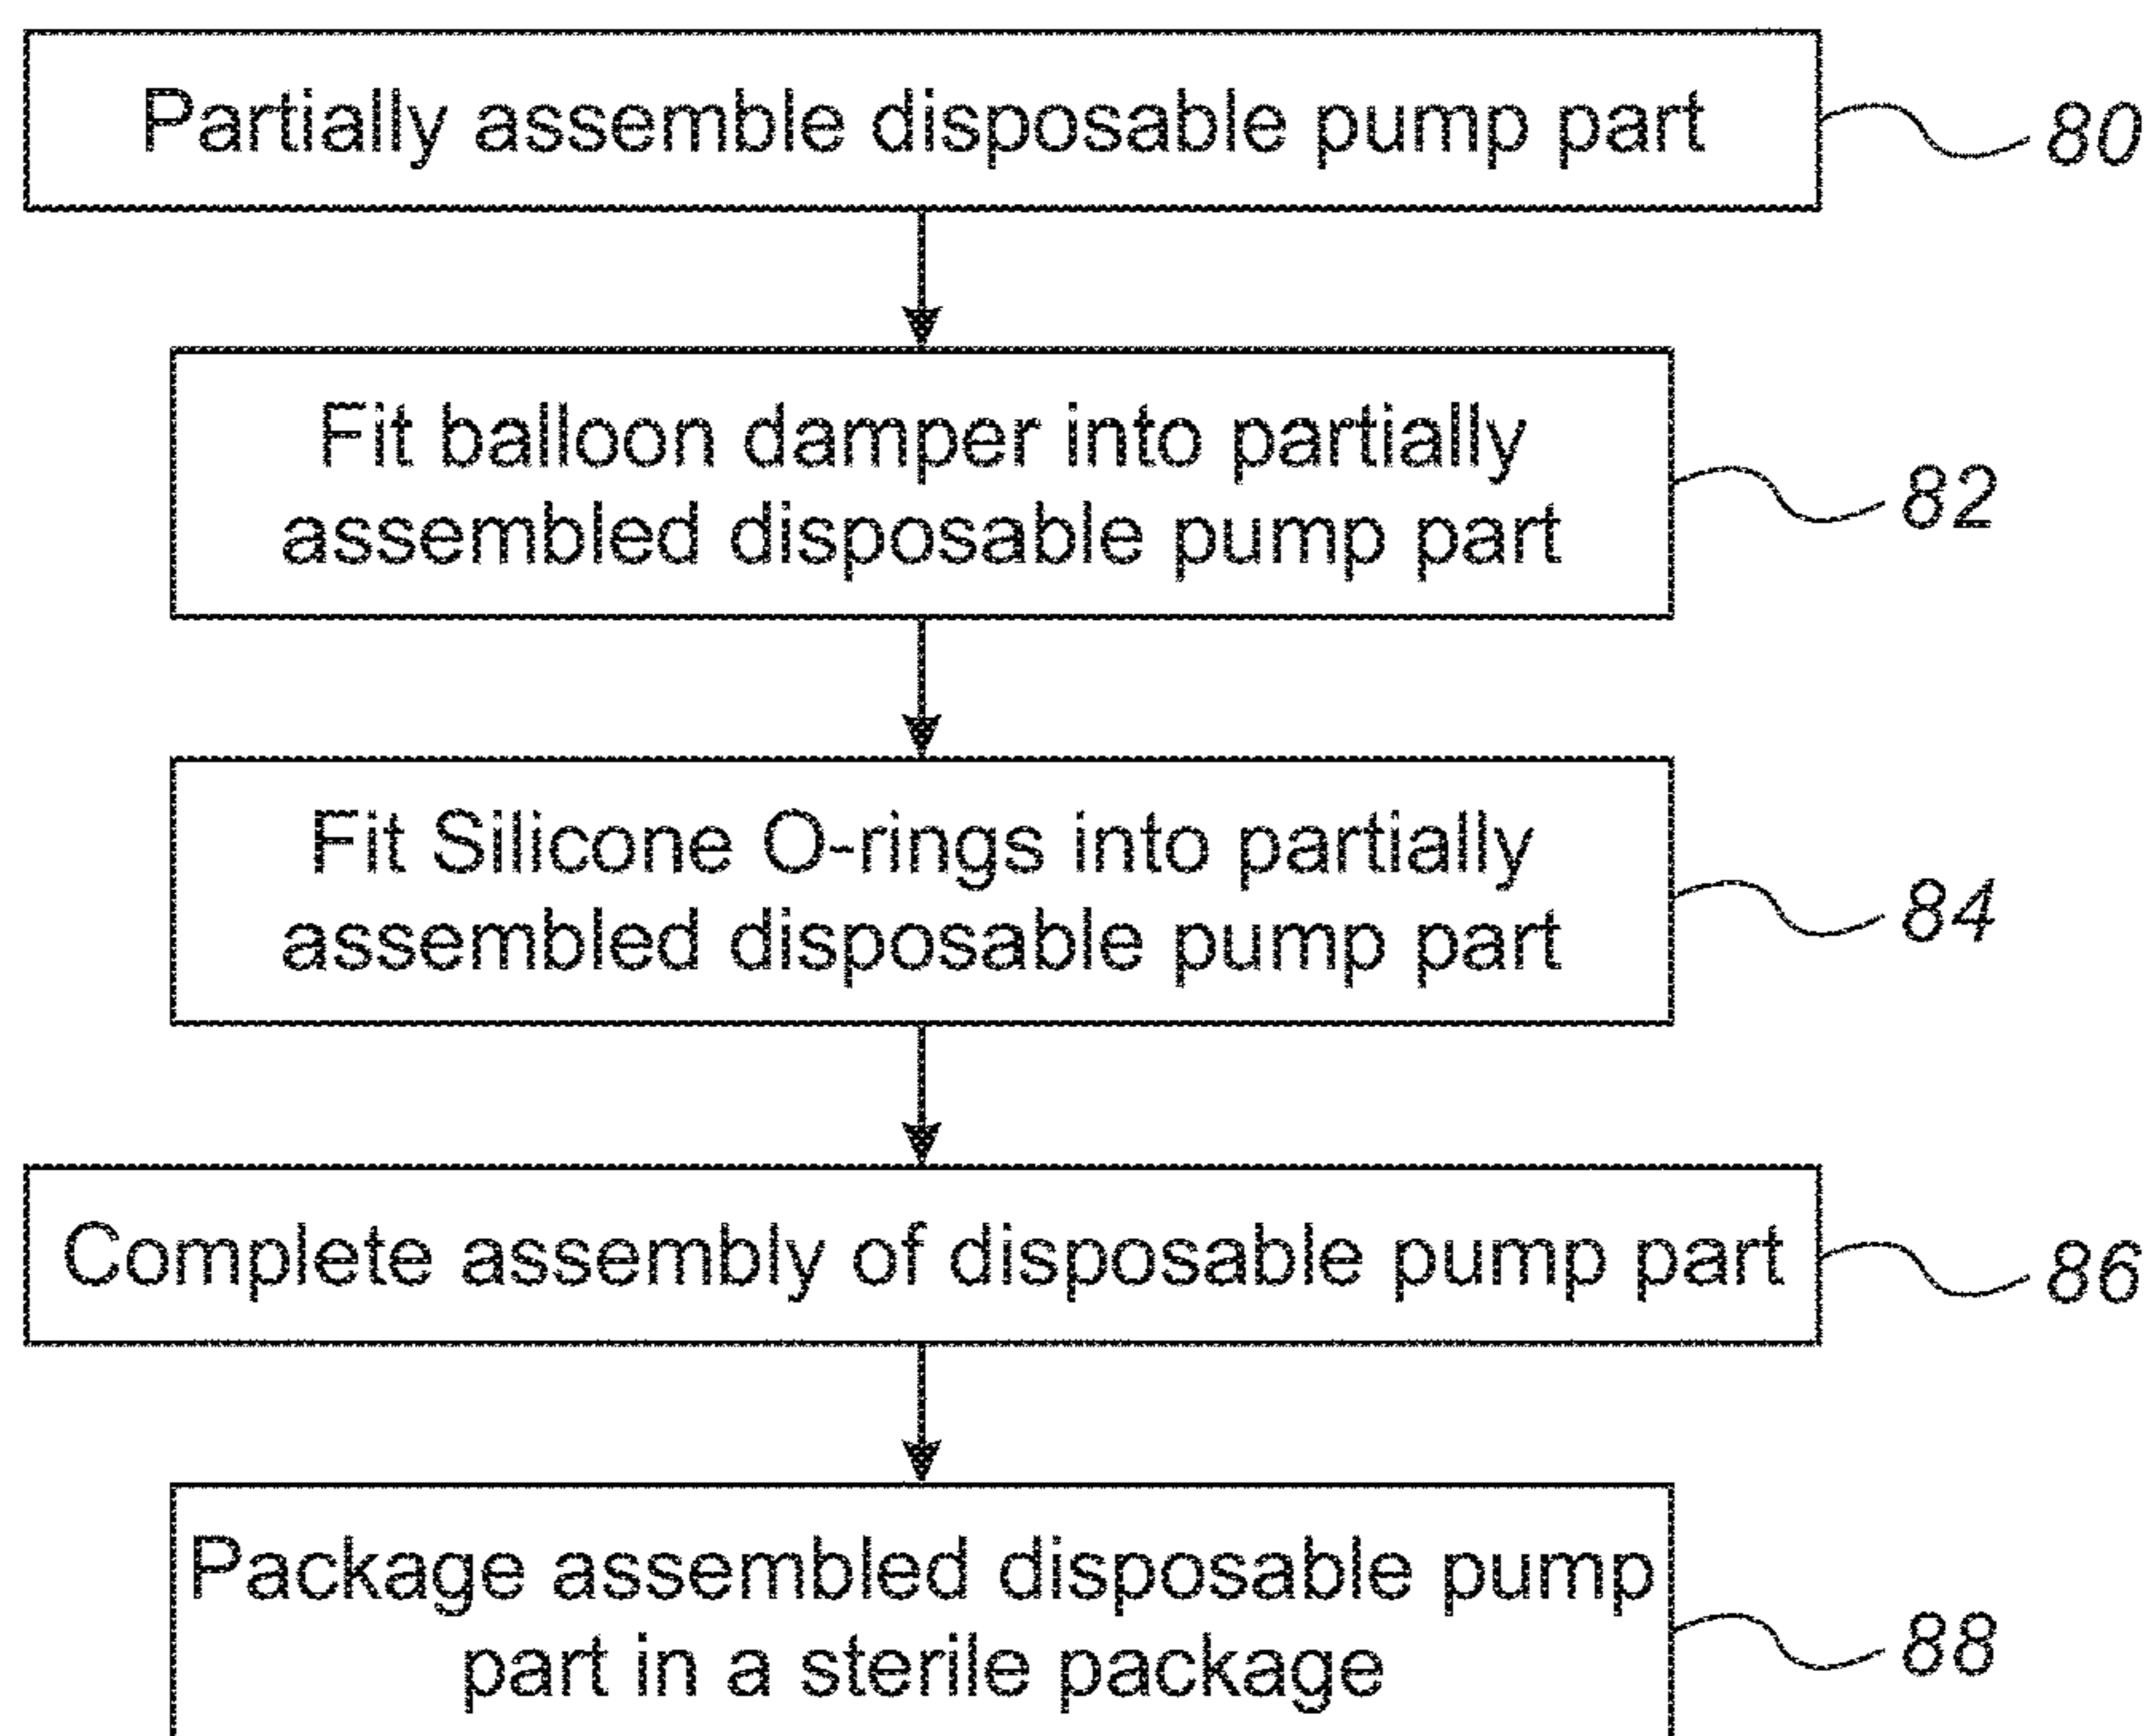 Partially assemble disposable pump part
80
Fit balloon damper into partially
assembled disposable pump part
82
Fit Silicone O-rings into partially
assembled disposable pump part
84
Complete assembly of disposable pump part
86
Package assembled disposable pump
part in a sterile package
88